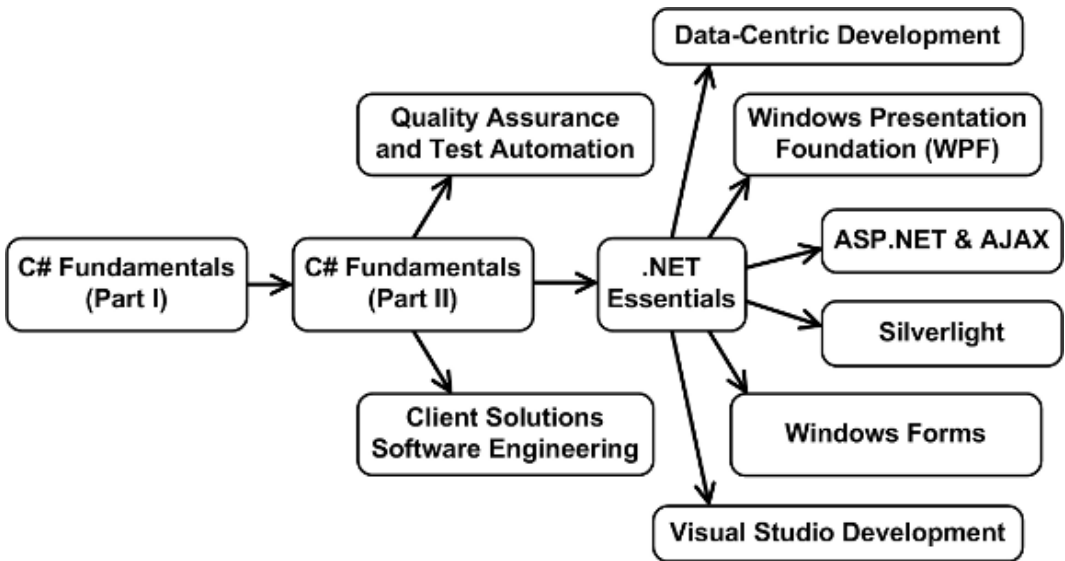 Data-Centric Development
Quality Assurance
and Test Automation
Windows Presentation
Foundation (WPF)
C# Fundamentals
(Part I)
C# Fundamentals
(Part II)
.NET
Essentials
ASP.NET & AJAX
Silverlight
Client Solutions
Software Engineering
Windows Forms
Visual Studio Development